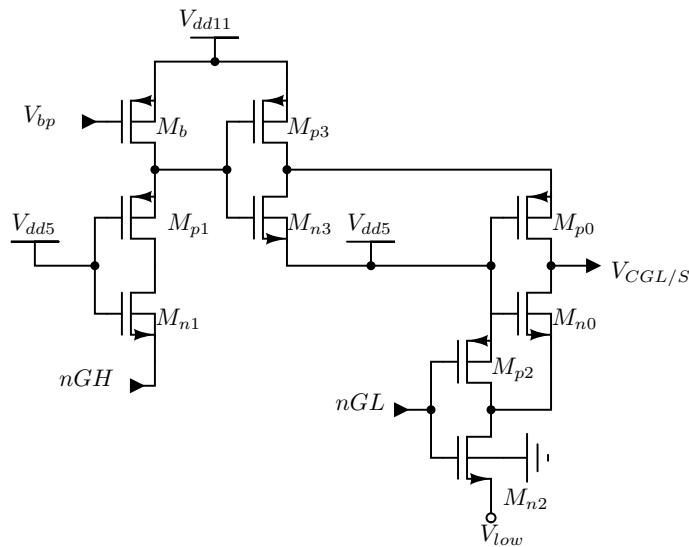 V_{dd11}
V_{bp}
M_b
M_{p3}
V_{dd5}
M_{p1}
M_{n3}
V_{dd5}
M_{p0}
V_{CGL/S}
M_{n1}
M_{n0}
nGH
M_{p2}
nGL
M_{n2}
V_{low}